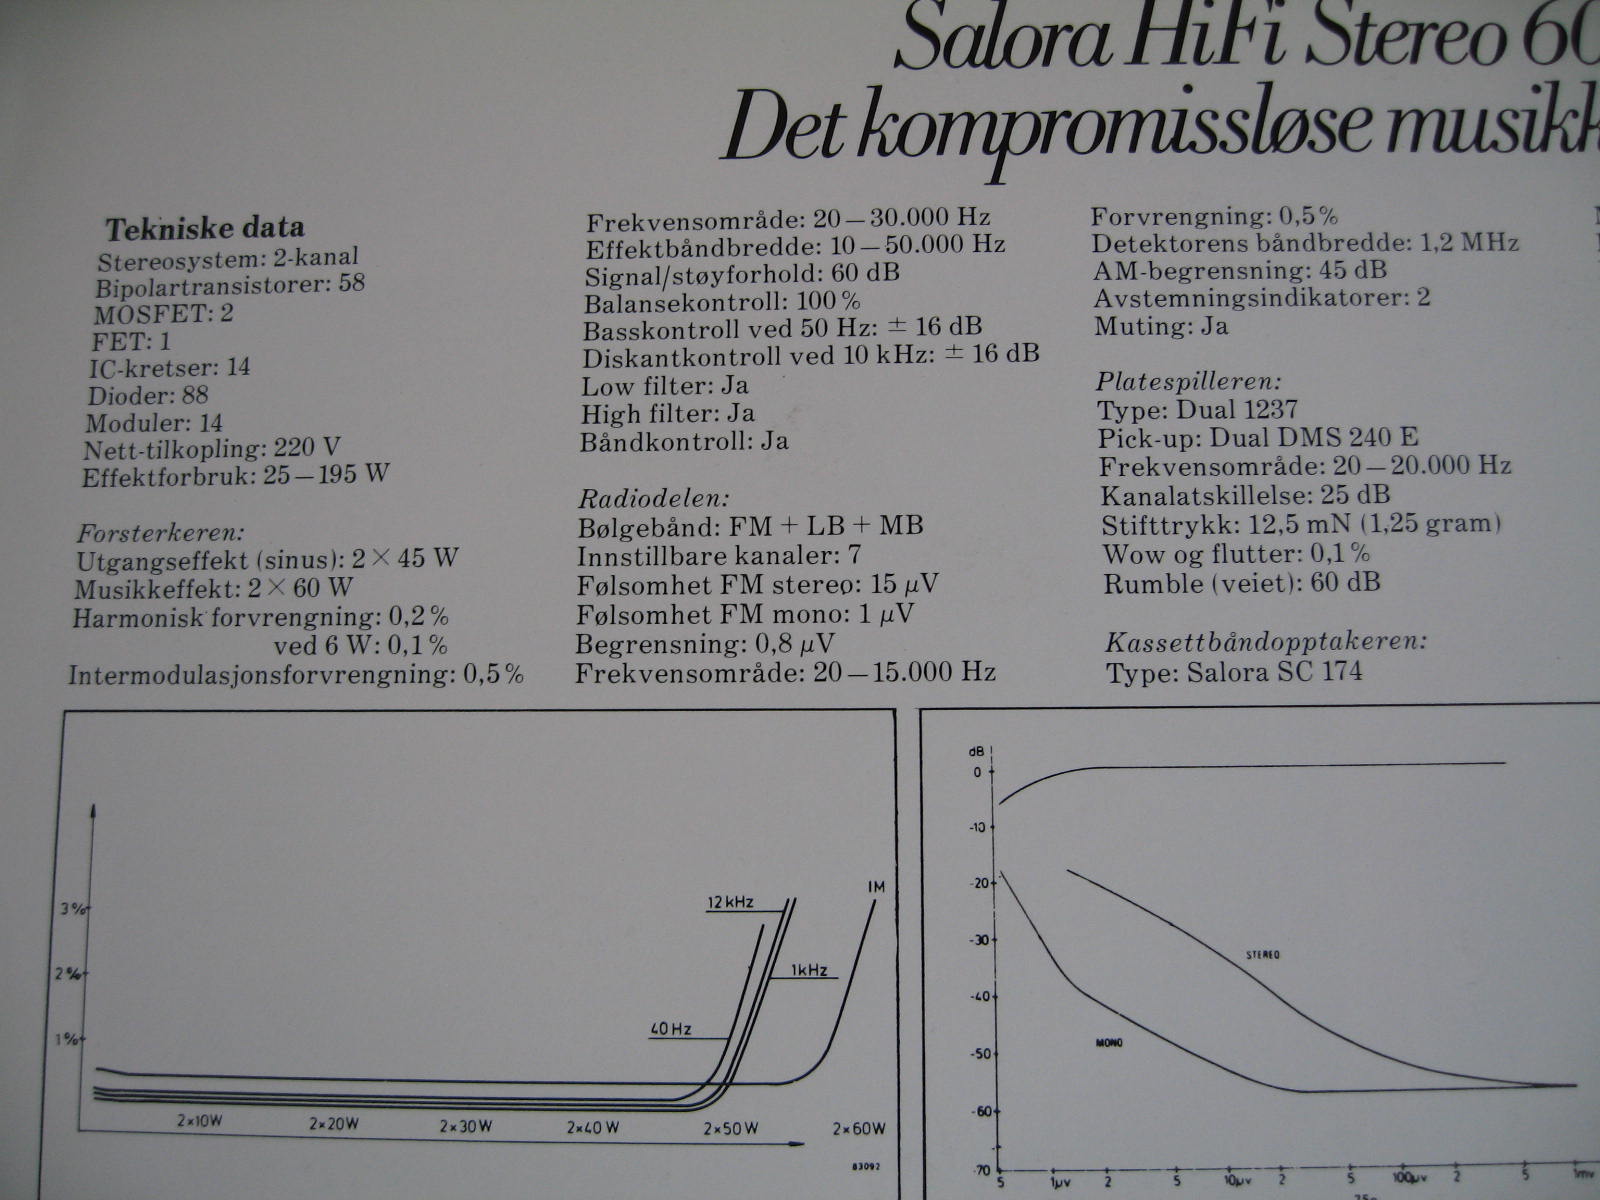 Salora HiFi Stereo 60
Det kompromissløse musikk
Tekniske data
Stereosystem: 2-kanal
Bipolartransistorer: 58
MOSFET: 2
FET: 1
IC-kretser: 14
Dioder: 88
Moduler: 14
Nett-tilkopling: 220 V
Effektforbruk: 25–195 W
Forsterkeren:
Utgangseffekt (sinus): 2 × 45 W
Musikkeffekt: 2 × 60 W
Harmonisk forvrengning: 0,2 %
ved 6 W: 0,1 %
Intermodulasjonsforvrengning: 0,5 %
Frekvensområde: 20–30.000 Hz
Effektbåndbredde: 10–50.000 Hz
Signal/støyforhold: 60 dB
Balansekontroll: 100 %
Basskontroll ved 50 Hz: ± 16 dB
Diskantkontroll ved 10 kHz: ± 16 dB
Low filter: Ja
High filter: Ja
Båndkontroll: Ja
Radiodelen:
Bølgebånd: FM + LB + MB
Innstillbare kanaler: 7
Følsomhet FM stereo: 15 µV
Følsomhet FM mono: 1 µV
Begrensning: 0,8 µV
Frekvensområde: 20–15.000 Hz
Forvrengning: 0,5 %
Detektorens båndbredde: 1,2 MHz
AM-begrensning: 45 dB
Avstemningsindikatorer: 2
Muting: Ja
Platespilleren:
Type: Dual 1237
Pick-up: Dual DMS 240 E
Frekvensområde: 20–20.000 Hz
Kanalatskillelse: 25 dB
Stifttrykk: 12,5 mN (1,25 gram)
Wow og flutter: 0,1 %
Rumble (veiet): 60 dB
Kassettbåndopptakeren:
Type: Salora SC 174
3%
2%
1%
12kHz
1kHz
40Hz
IM
2×10W 2×20W 2×30W 2×40W 2×50W 2×60W
83092
dB
0
-10
-20
-30
-40
-50
-60
-70
STEREO
MONO
5 1µv 2 5 10µv 2 5 100µv 2 5 1mv